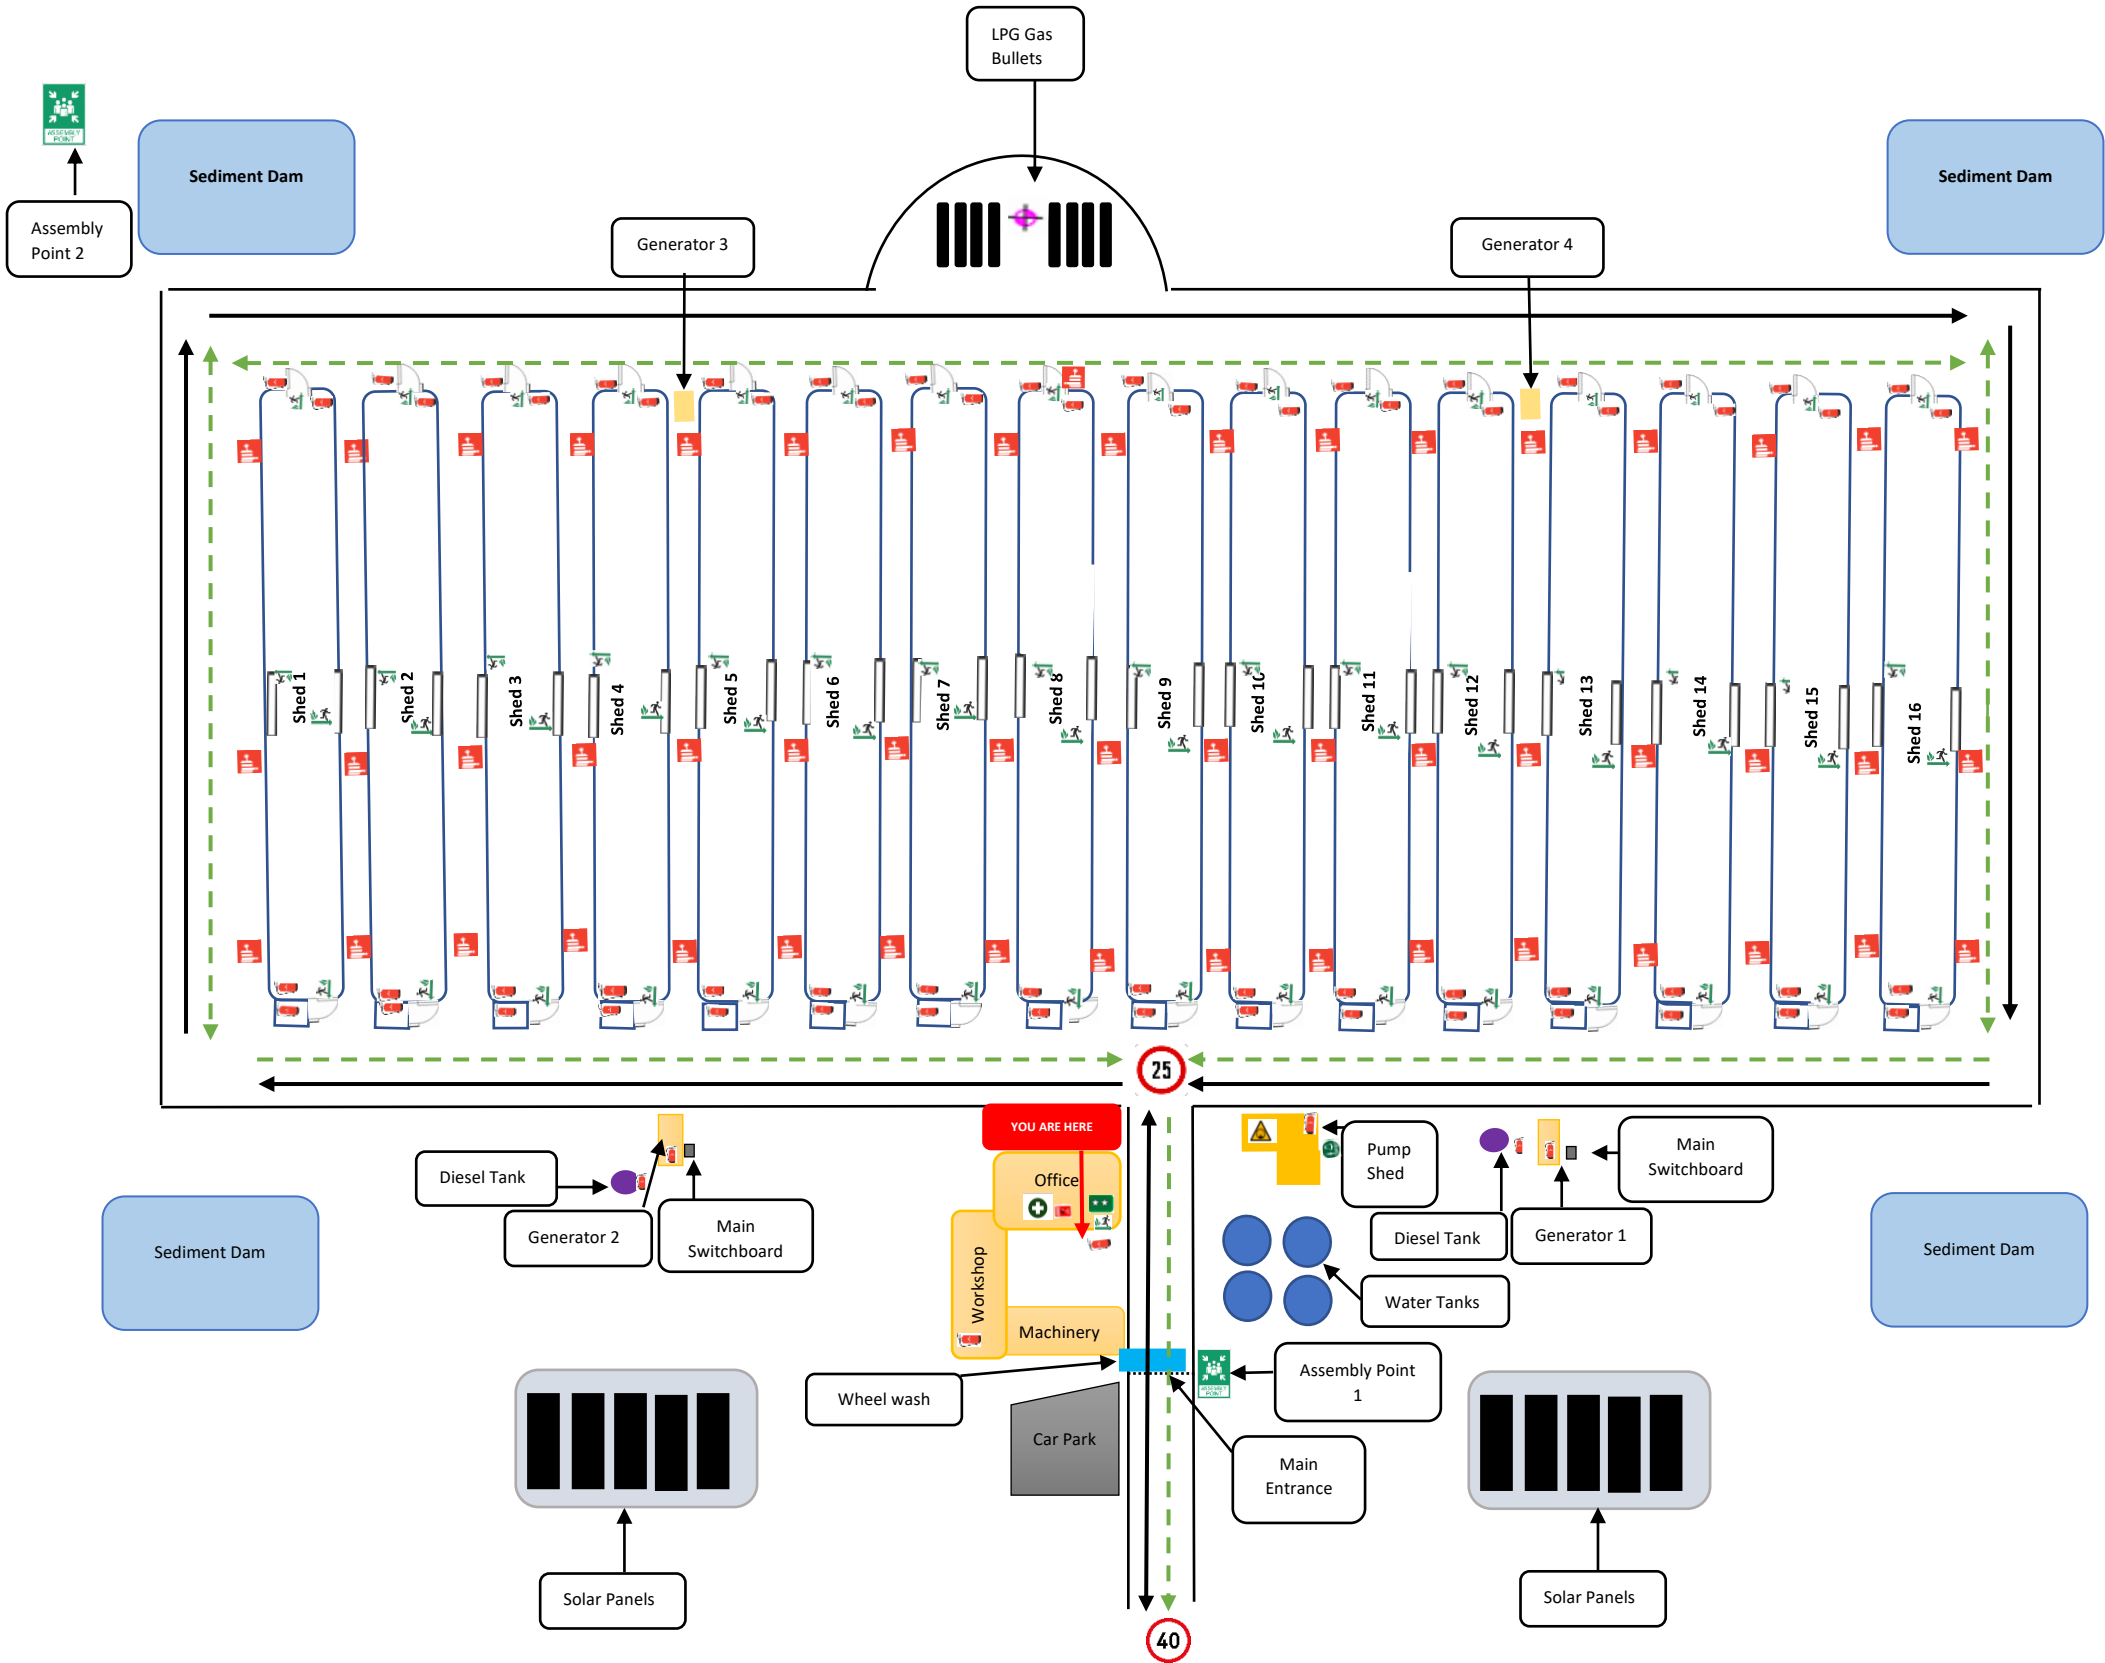 LPG Gas
Bullets
ASSEMBLY
POINT
Sediment Dam
Sediment Dam
Assembly
Point 2
Generator 3
Generator 4
Shed 1
Shed 2
Shed 3
Shed 4
Shed 5
Shed 6
Shed 7
Shed 8
Shed 9
Shed 10
Shed 11
Shed 12
Shed 13
Shed 14
Shed 15
Shed 16
25
YOU ARE HERE
Diesel Tank
Generator 2
Main
Switchboard
Office
Workshop
Machinery
Pump
Shed
Main
Switchboard
Diesel Tank
Generator 1
Sediment Dam
Sediment Dam
Water Tanks
Wheel wash
ASSEMBLY
POINT
Assembly Point
1
Car Park
Main
Entrance
Solar Panels
Solar Panels
40